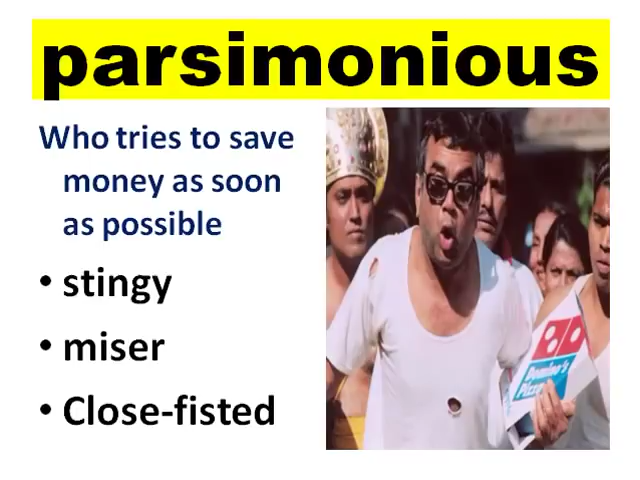 parsimonious
Who tries to save
money as soon
as possible
• stingy
• miser
• Close-fisted
Domino's
Pizza